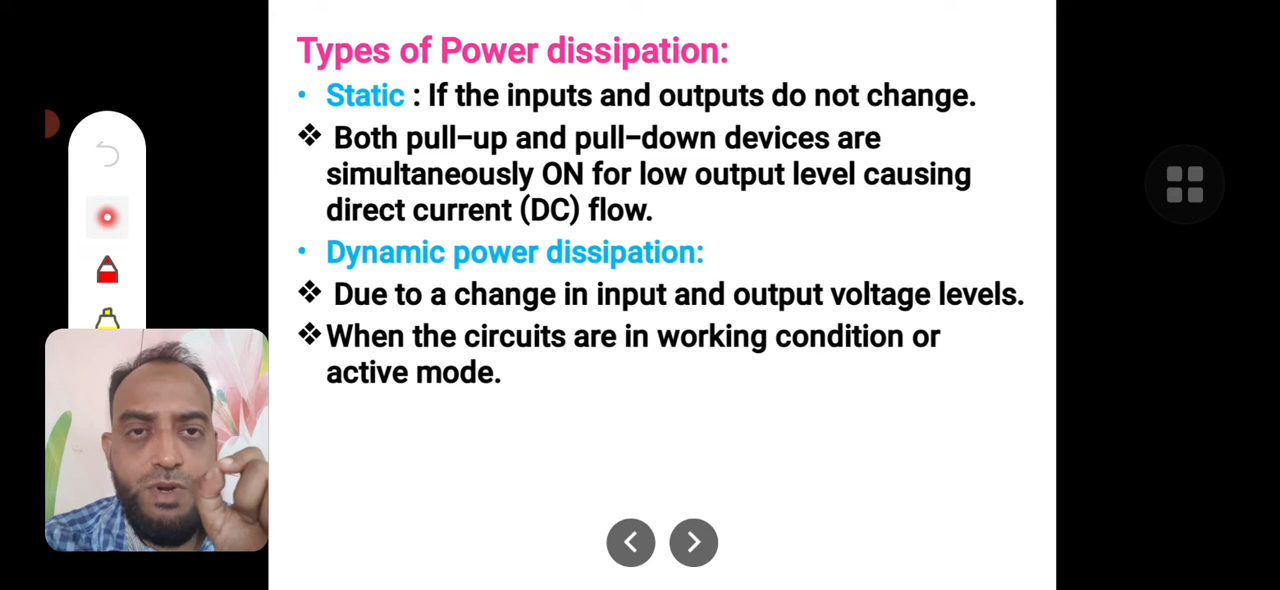 Types of Power dissipation:
• Static : If the inputs and outputs do not change.
❖ Both pull-up and pull-down devices are
simultaneously ON for low output level causing
direct current (DC) flow.
• Dynamic power dissipation:
❖ Due to a change in input and output voltage levels.
❖ When the circuits are in working condition or
active mode.